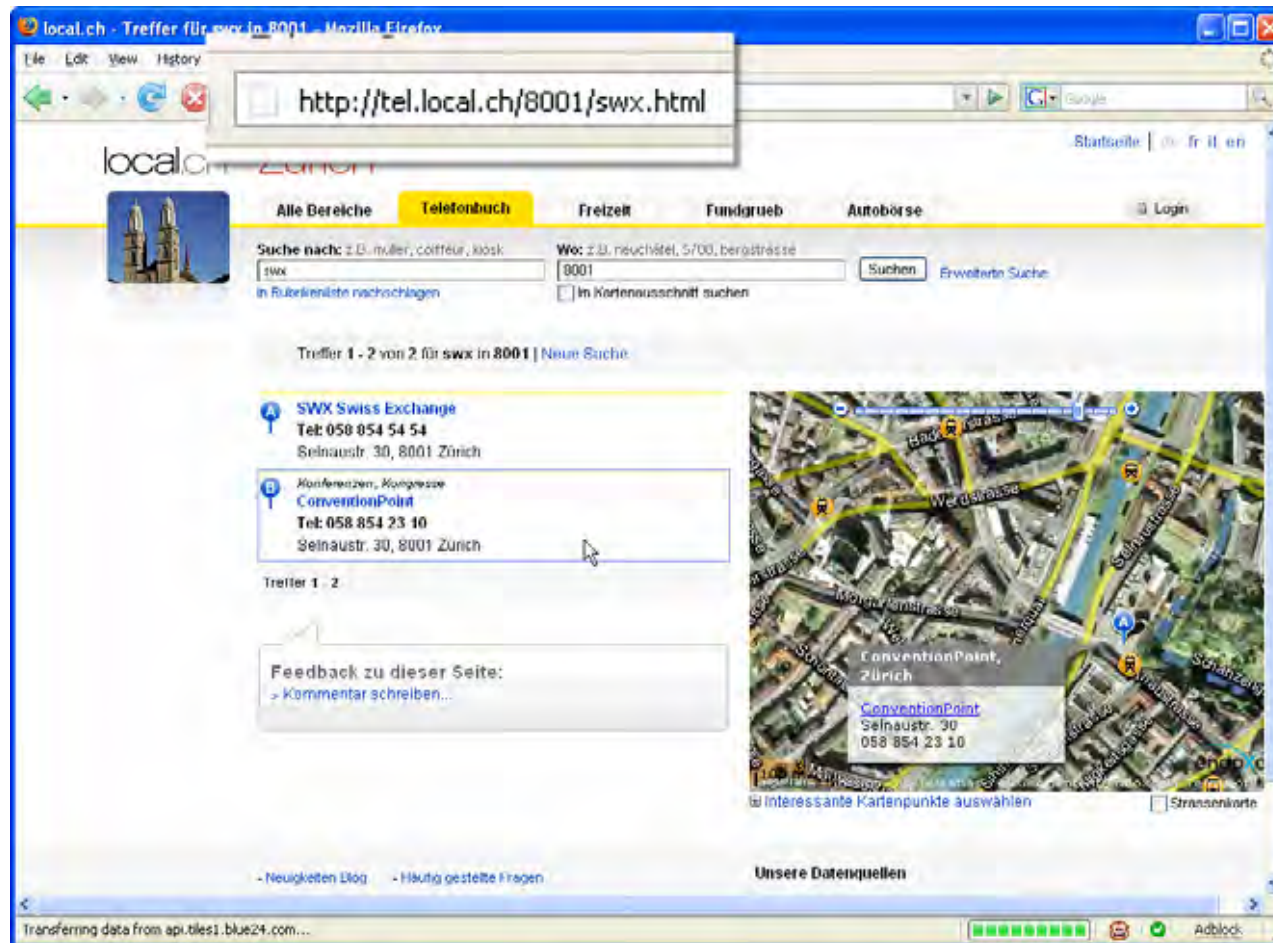 local.ch - Treffer für swx in 8001 - Mozilla Firefox
File Edit View History
http://tel.local.ch/8001/swx.html
Google
Startseite | de fr it en
local.ch Zürich
Alle Bereiche Telefonbuch Freizeit Fundgrueb Autobörse Login
Suche nach: z.B. müller, coiffeur, kiosk Wo: z.B. neuchâtel, 5700, bergstrasse
swx 8001 Suchen Erweiterte Suche
In Rubrikenliste nachschlagen Im Kartenausschnitt suchen
Treffer 1 - 2 von 2 für swx in 8001 | Neue Suche
A SWX Swiss Exchange
Tel: 058 854 54 54
Selnaustr. 30, 8001 Zürich
B Konferenzen, Kongresse
ConventionPoint
Tel: 058 854 23 10
Selnaustr. 30, 8001 Zürich
Treffer 1 - 2
Feedback zu dieser Seite:
> Kommentar schreiben...
Werdstrasse
Selnaustrasse
Morgartenstrasse
A
ConventionPoint,
Zürich
ConventionPoint
Selnaustr. 30
058 854 23 10
Interessante Kartenpunkte auswählen Strassenkarte
- Neuigkeiten Blog - Häufig gestellte Fragen Unsere Datenquellen
Transferring data from api.tiles1.blue24.com... Adblock